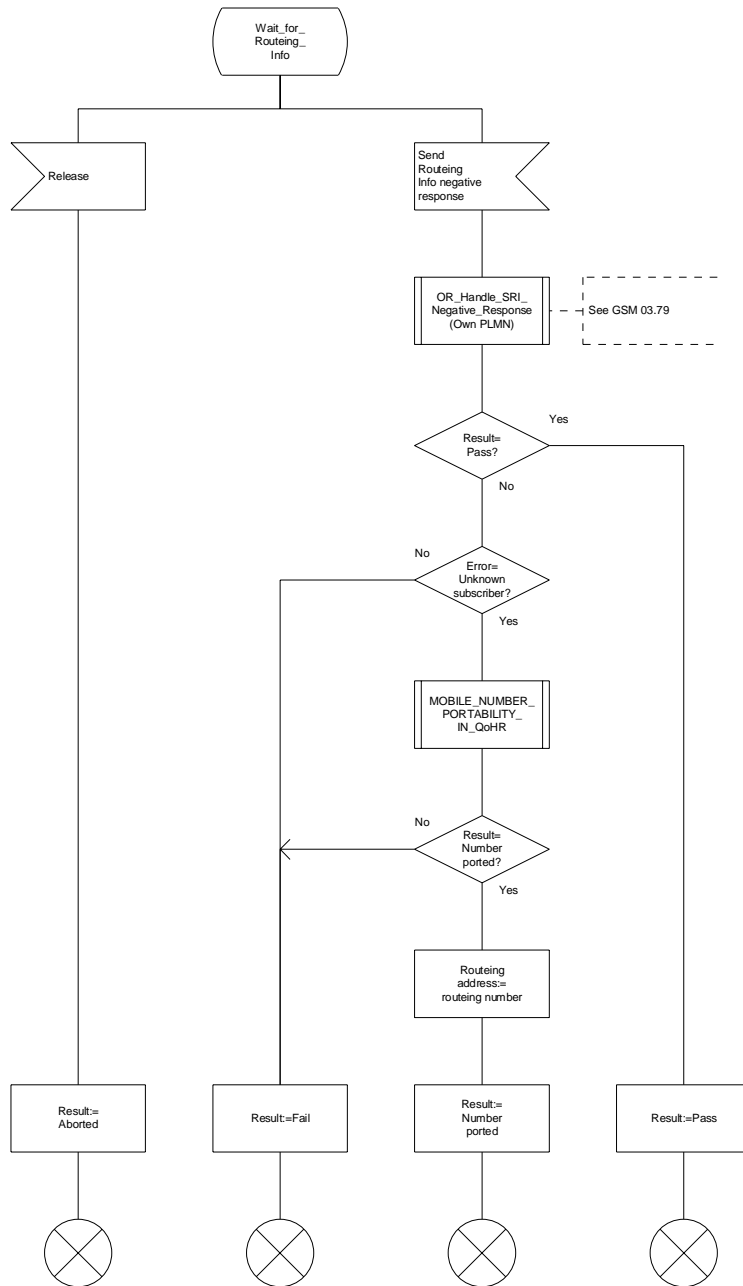 Wait_for_
Routeing_
Info
Release
Send
Routeing
Info negative
response
OR_Handle_SRI_
Negative_Response
(Own PLMN)
See GSM 03.79
Result=
Pass?
Yes
No
Error=
Unknown
subscriber?
No
Yes
MOBILE_NUMBER_
PORTABILITY_
IN_QoHR
Result=
Number
ported?
No
Yes
Routeing
address:=
routeing number
Result:=
Aborted
Result:=Fail
Result:=
Number
ported
Result:=Pass